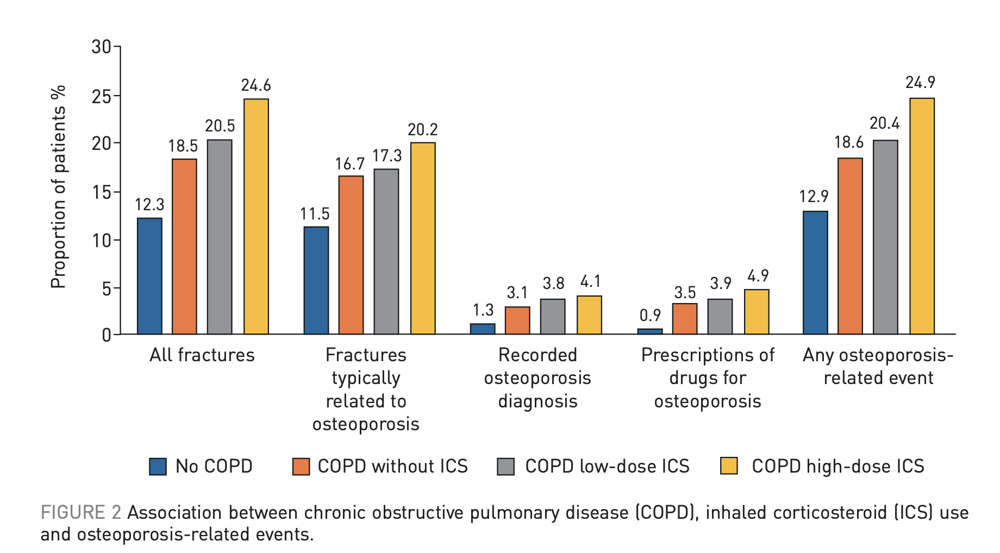 Proportion of patients %
30
25
20
15
10
5
0
12.3
18.5
20.5
24.6
11.5
16.7
17.3
20.2
1.3
3.1
3.8
4.1
0.9
3.5
3.9
4.9
12.9
18.6
20.4
24.9
All fractures
Fractures
typically
related to
osteoporosis
Recorded
osteoporosis
diagnosis
Prescriptions of
drugs for
osteoporosis
Any osteoporosis-
related event
No COPD
COPD without ICS
COPD low-dose ICS
COPD high-dose ICS
FIGURE 2 Association between chronic obstructive pulmonary disease (COPD), inhaled corticosteroid (ICS) use
and osteoporosis-related events.